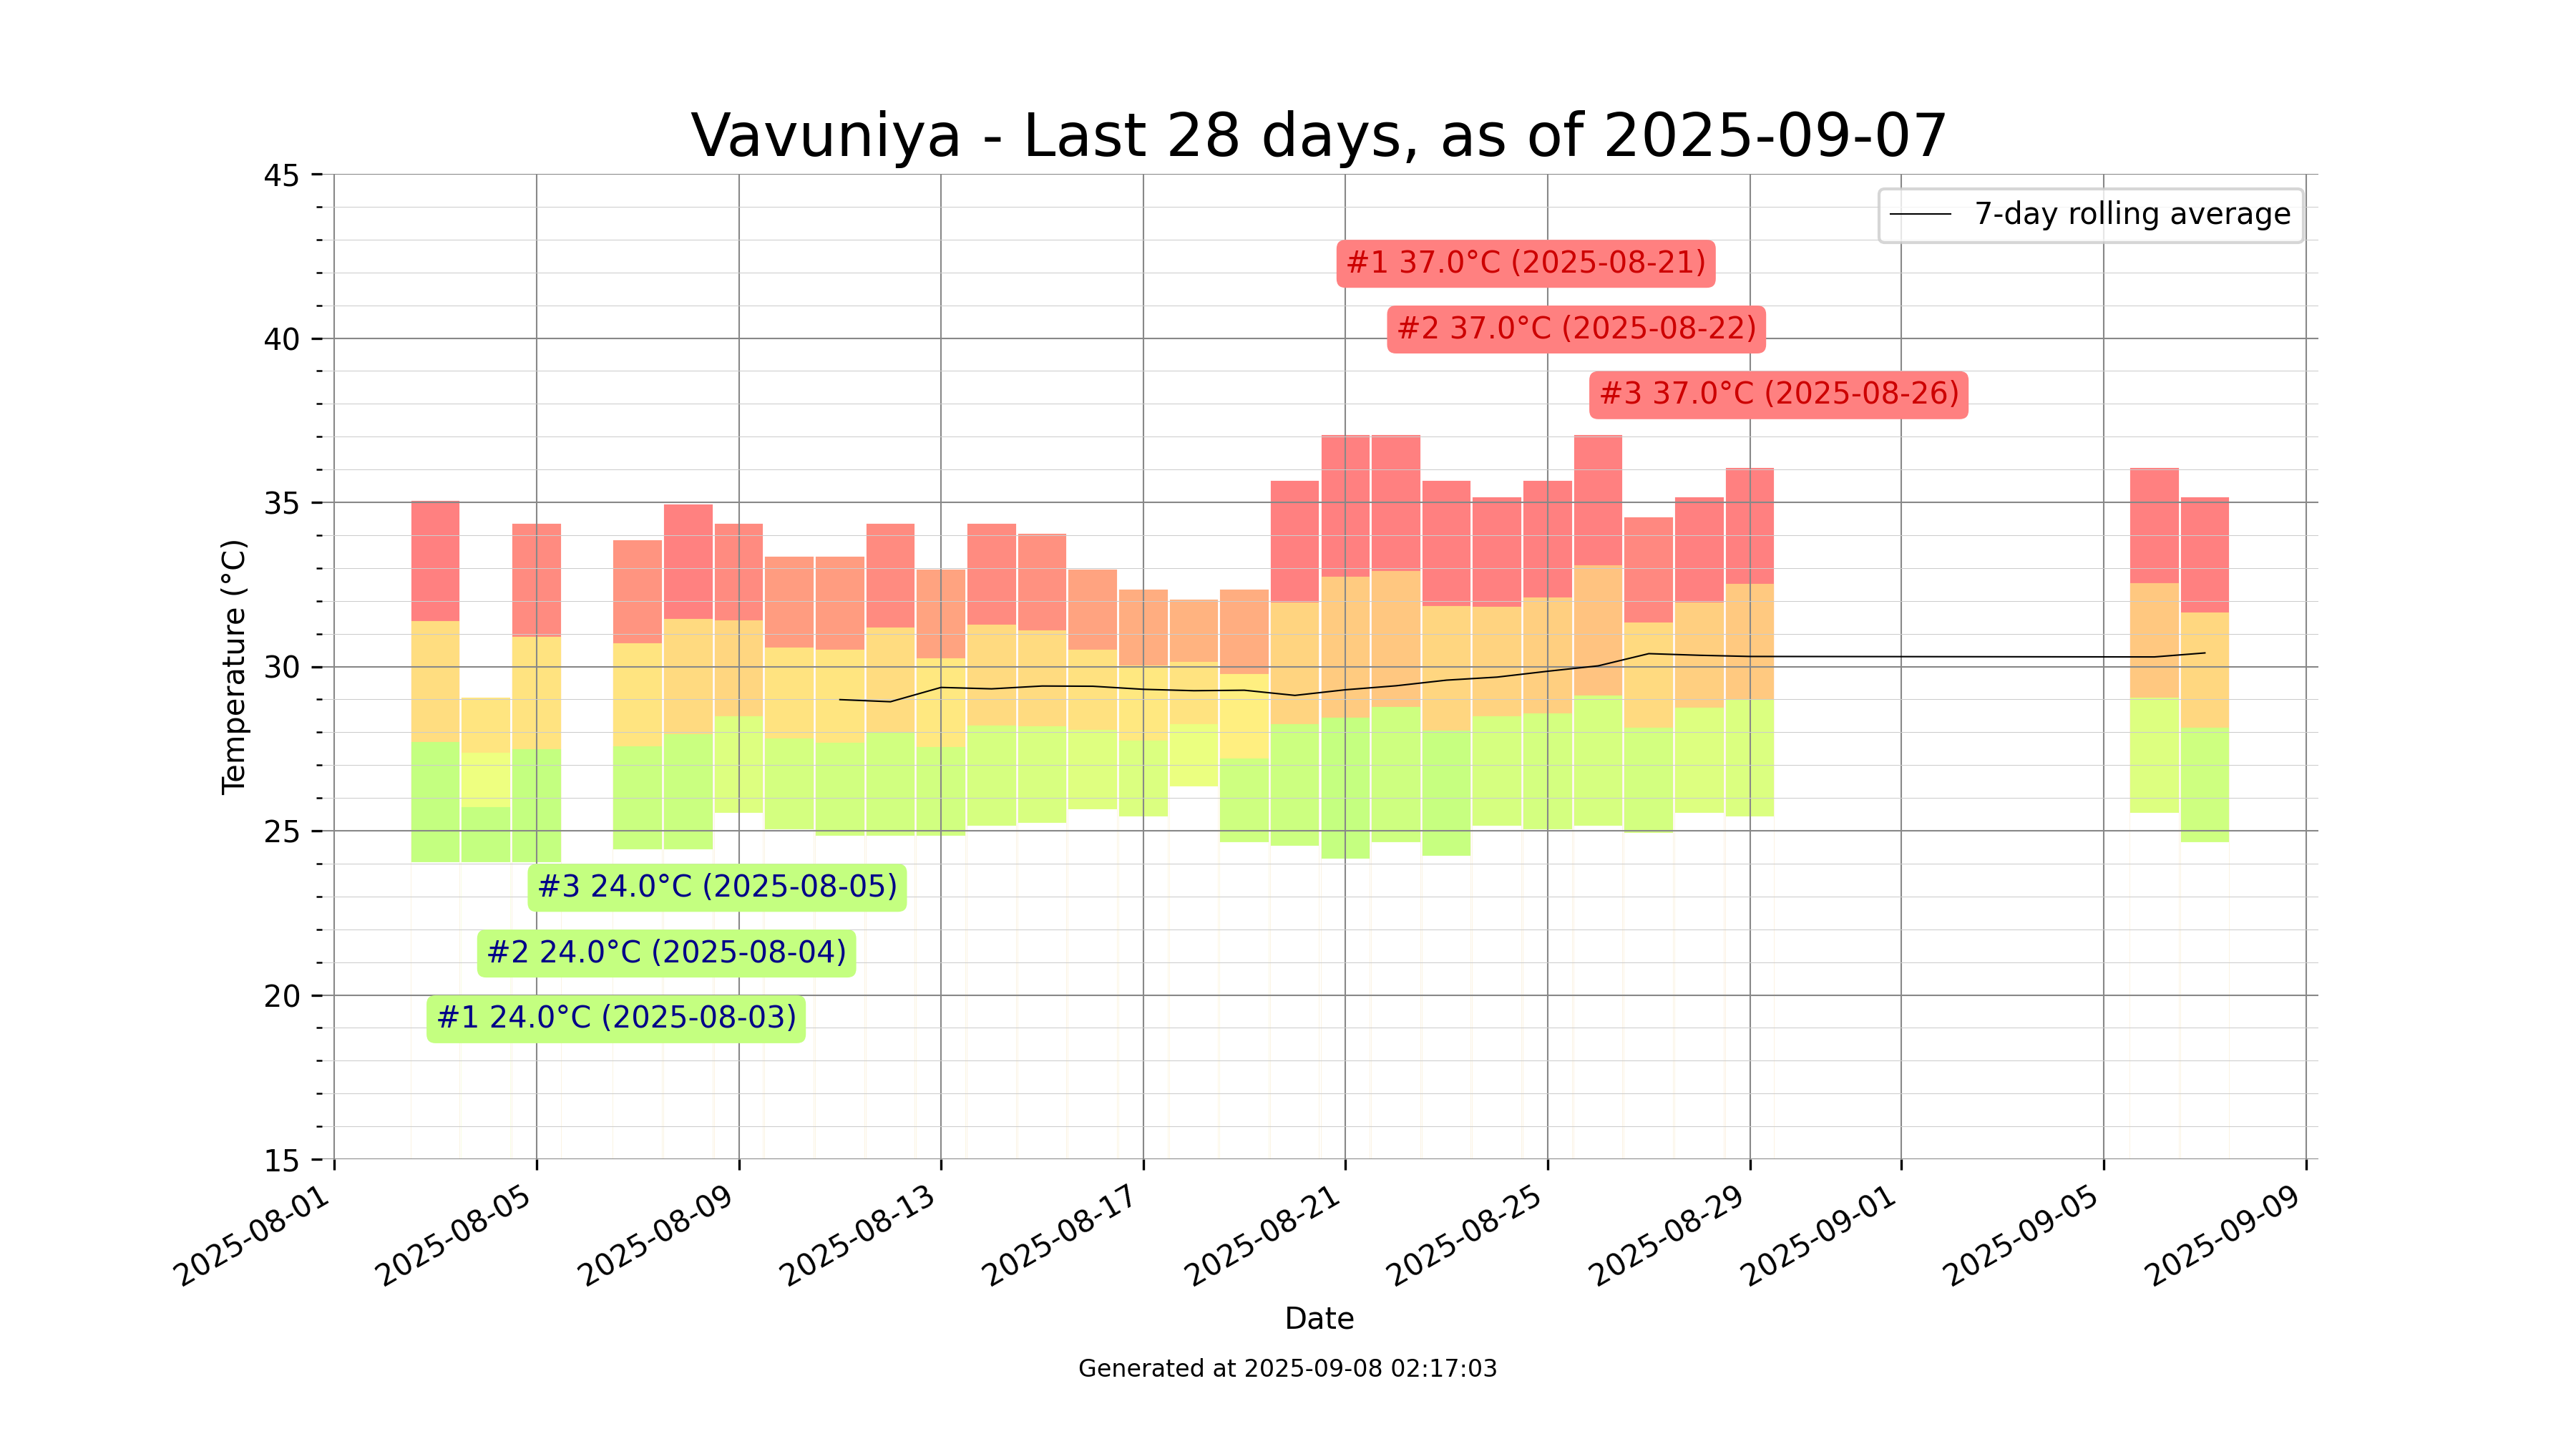 Vavuniya - Last 28 days, as of 2025-09-07
45
40
35
30
25
20
15
Temperature (°C)
7-day rolling average
#1 37.0°C (2025-08-21)
#2 37.0°C (2025-08-22)
#3 37.0°C (2025-08-26)
#3 24.0°C (2025-08-05)
#2 24.0°C (2025-08-04)
#1 24.0°C (2025-08-03)
2025-08-01
2025-08-05
2025-08-09
2025-08-13
2025-08-17
2025-08-21
2025-08-25
2025-08-29
2025-09-01
2025-09-05
2025-09-09
Date
Generated at 2025-09-08 02:17:03